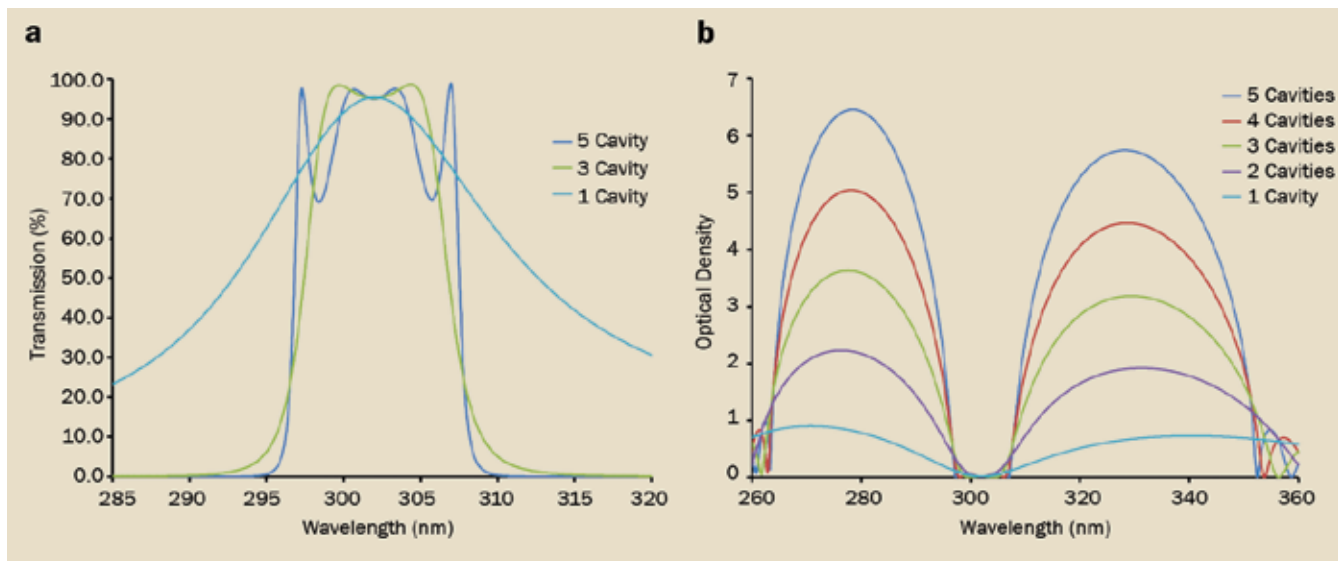 a
100.0
90.0
80.0
70.0
60.0
50.0
40.0
30.0
20.0
10.0
0.0
Transmission (%)
285 290 295 300 305 310 315 320
Wavelength (nm)
5 Cavity
3 Cavity
1 Cavity
b
7
6
5
4
3
2
1
0
Optical Density
260 280 300 320 340 360
Wavelength (nm)
5 Cavities
4 Cavities
3 Cavities
2 Cavities
1 Cavity